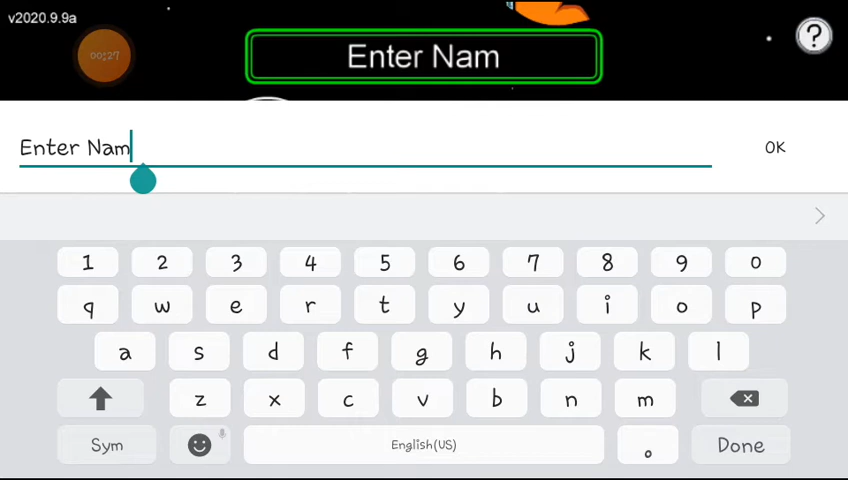 v2020.9.9a
00:27
Enter Nam
?
Enter Nam
OK
1 2 3 4 5 6 7 8 9 0
q w e r t y u i o p
a s d f g h j k l
z x c v b n m
Sym English(US) . Done